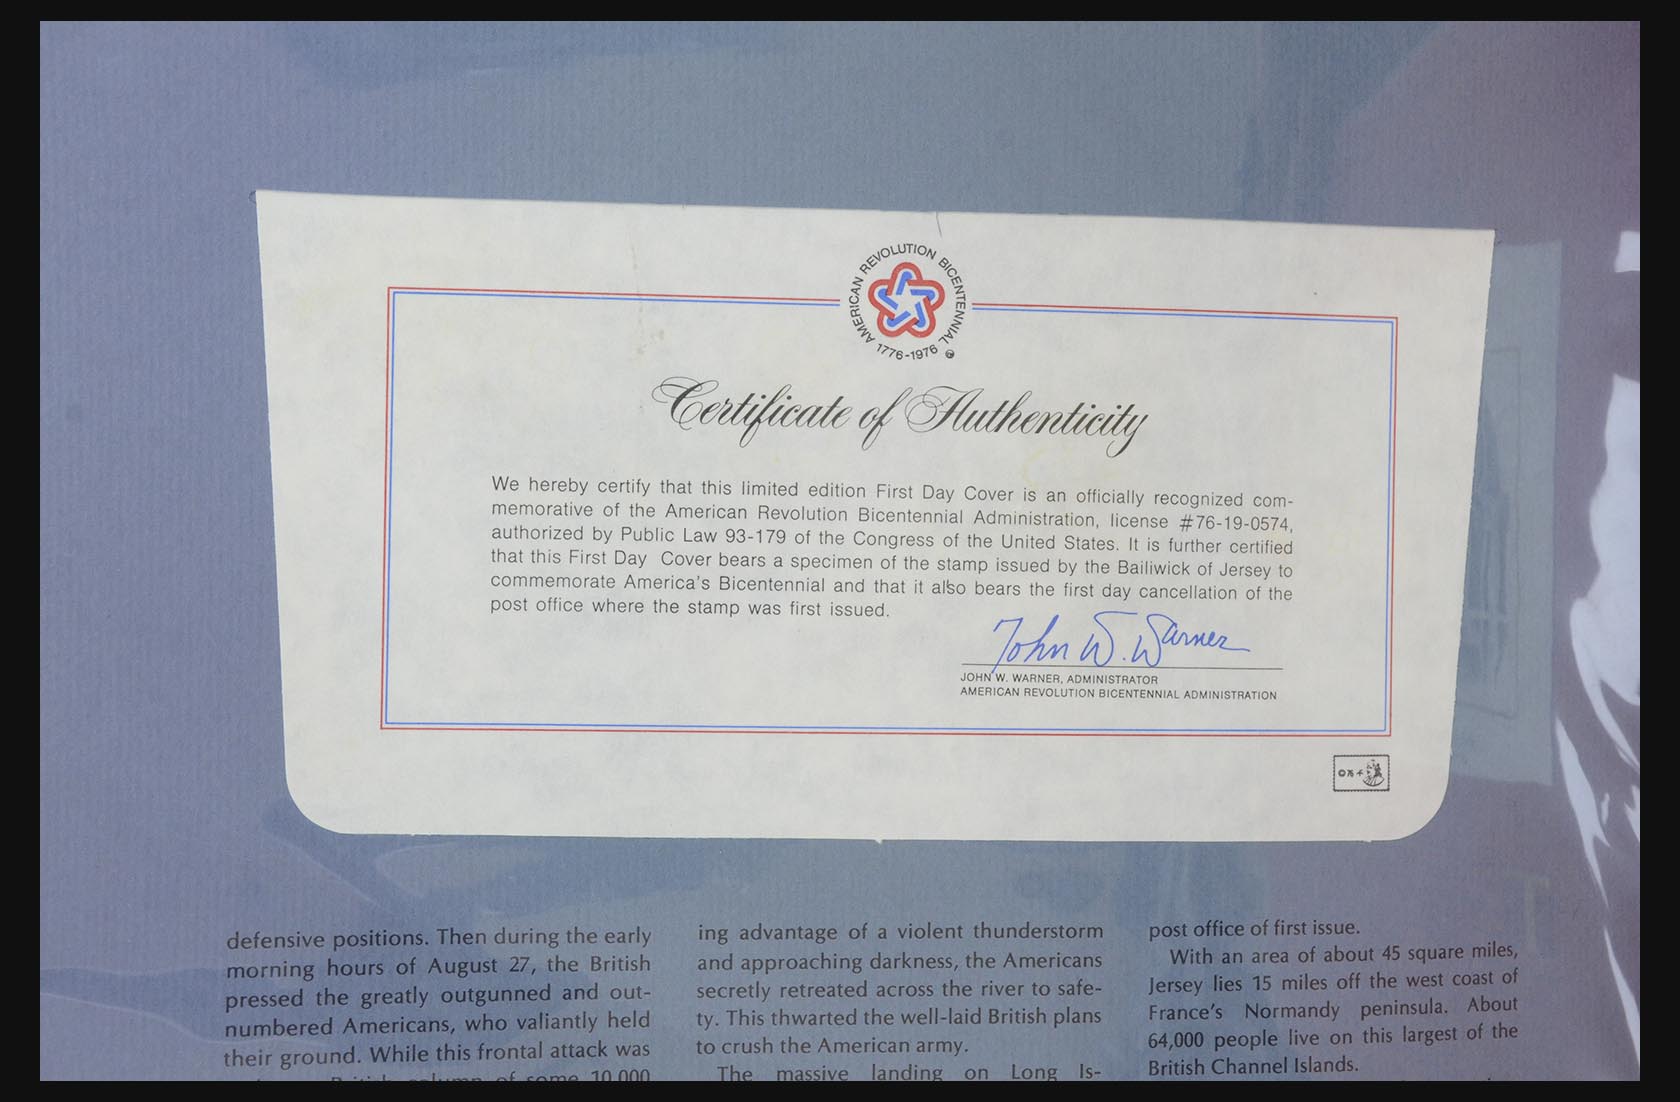 AMERICAN REVOLUTION BICENTENNIAL
1776-1976
Certificate of Authenticity
We hereby certify that this limited edition First Day Cover is an officially recognized com-
memorative of the American Revolution Bicentennial Administration, license #76-19-0574,
authorized by Public Law 93-179 of the Congress of the United States. It is further certified
that this First Day Cover bears a specimen of the stamp issued by the Bailiwick of Jersey to
commemorate America's Bicentennial and that it also bears the first day cancellation of the
post office where the stamp was first issued.
John W. Warner
JOHN W. WARNER, ADMINISTRATOR
AMERICAN REVOLUTION BICENTENNIAL ADMINISTRATION
defensive positions. Then during the early
morning hours of August 27, the British
pressed the greatly outgunned and out-
numbered Americans, who valiantly held
their ground. While this frontal attack was
column of some 10,000
ing advantage of a violent thunderstorm
and approaching darkness, the Americans
secretly retreated across the river to safe-
ty. This thwarted the well-laid British plans
to crush the American army.
The massive landing on Long Is-
post office of first issue.
With an area of about 45 square miles,
Jersey lies 15 miles off the west coast of
France's Normandy peninsula. About
64,000 people live on this largest of the
British Channel Islands.